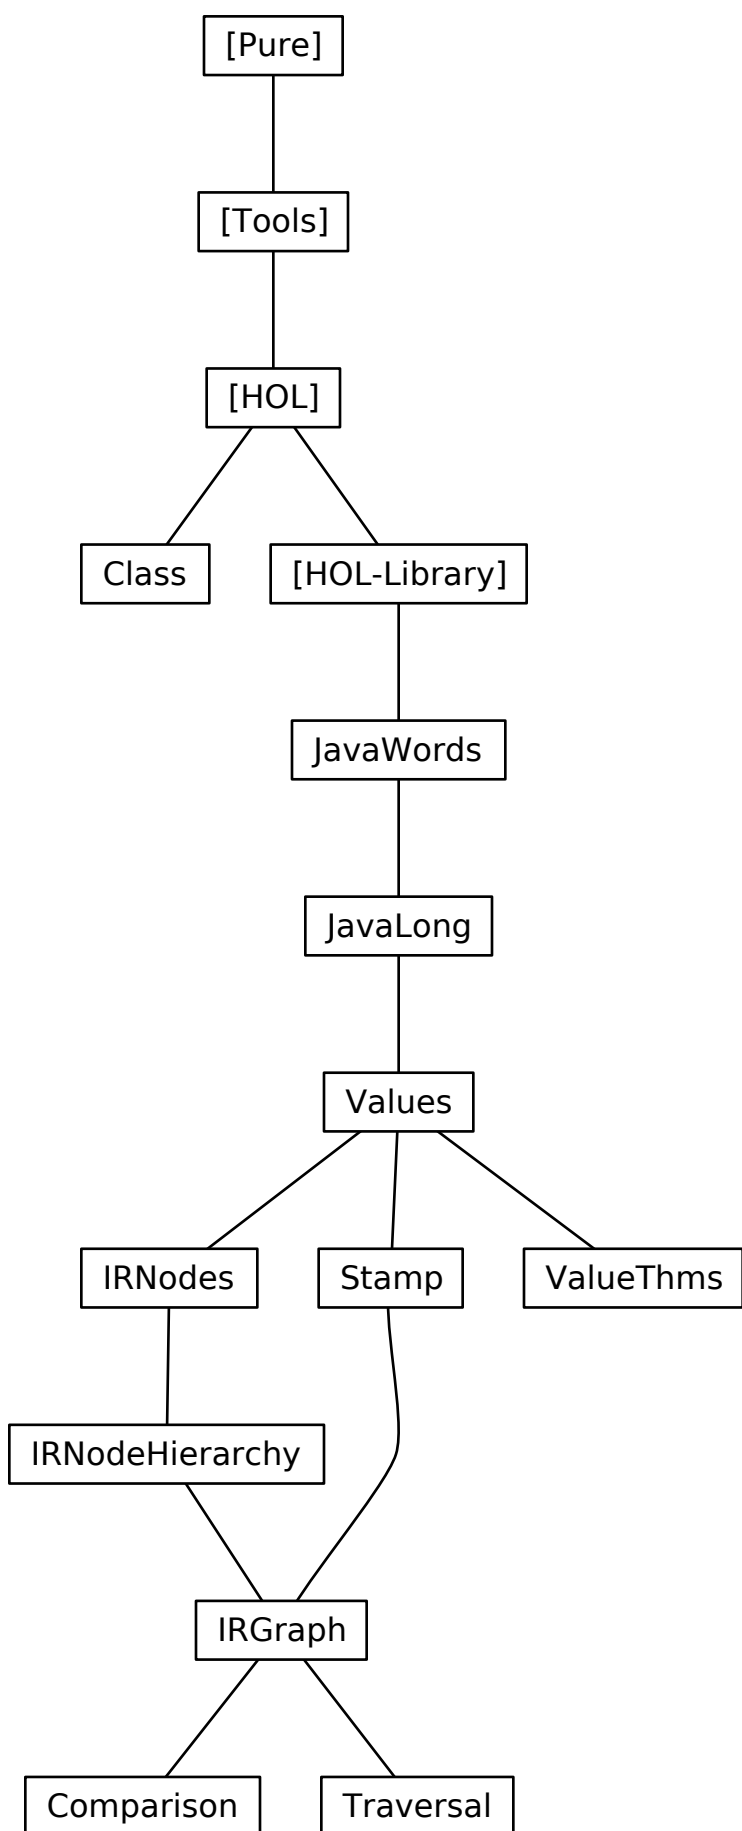 [Pure]
[Tools]
[HOL]
Class
[HOL-Library]
JavaWords
JavaLong
Values
IRNodes
Stamp
ValueThms
IRNodeHierarchy
IRGraph
Comparison
Traversal